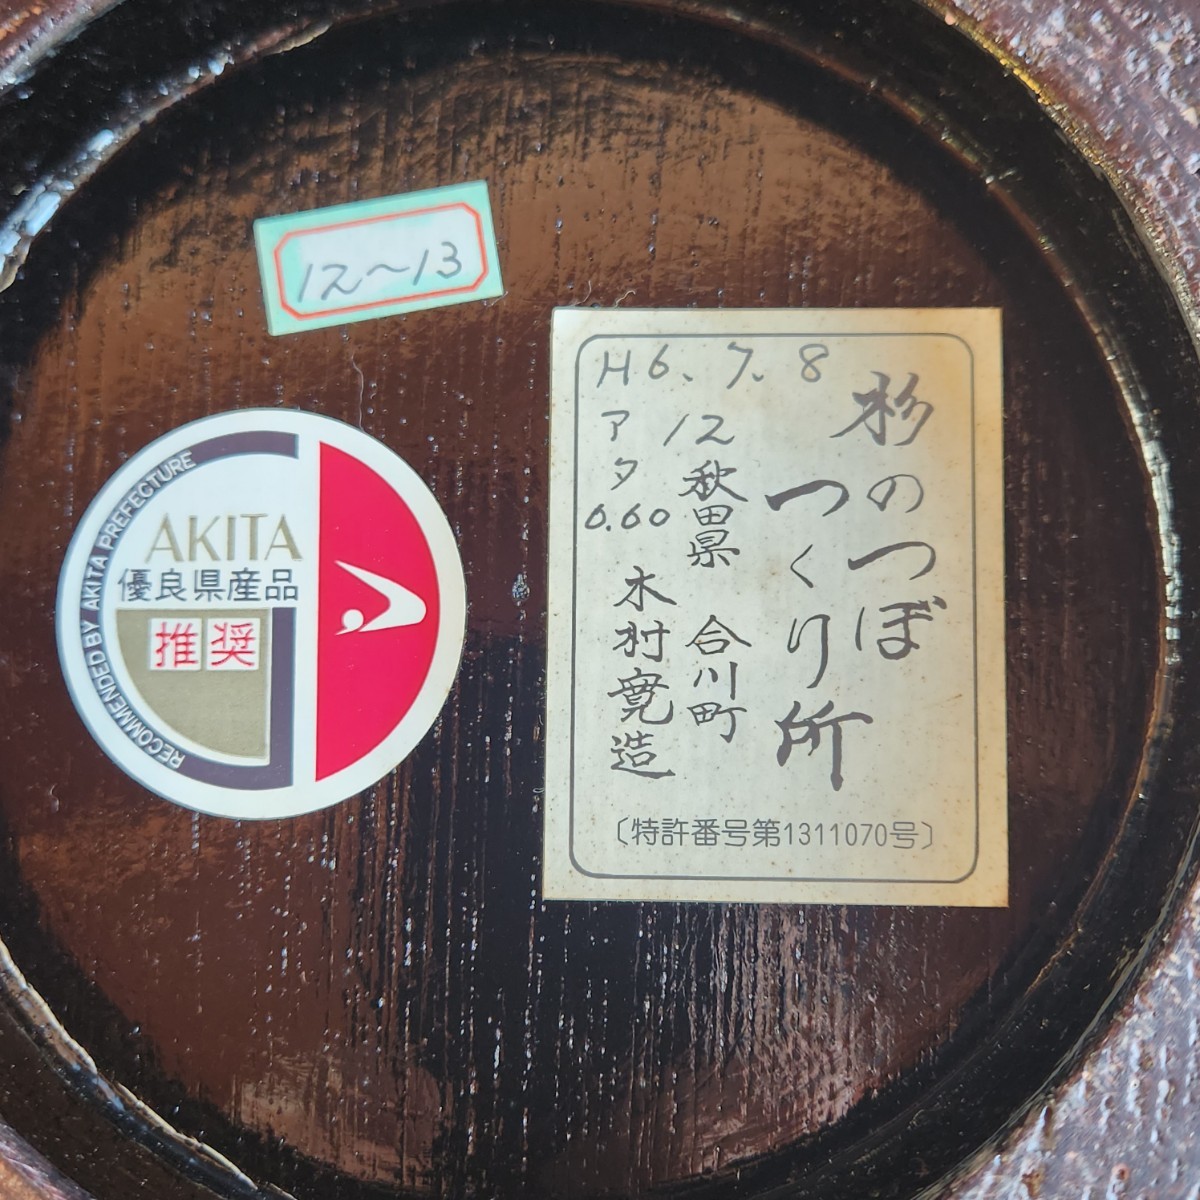 12〜13
RECOMMENDED BY AKITA PREFECTURE
AKITA
優良県産品
推奨
H6.7.8
12
アタ
0.60
杉のつぼ
つくり所
秋田県 合川町
木村寛造
〔特許番号第1311070号〕